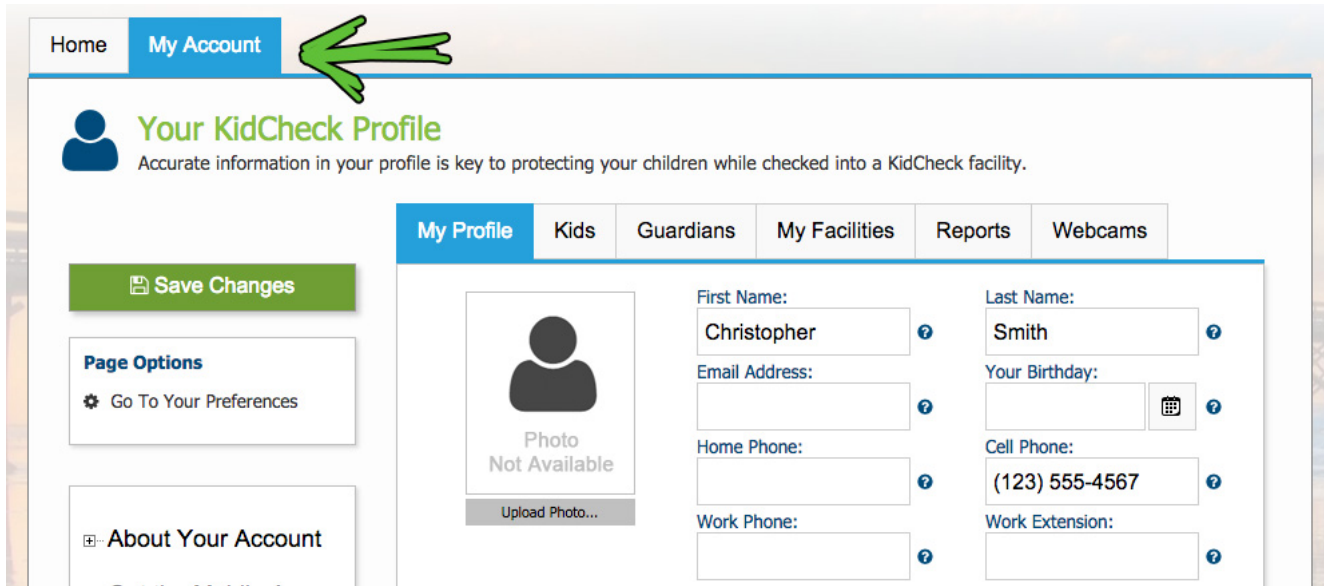 Home
My Account
Your KidCheck Profile
Accurate information in your profile is key to protecting your children while checked into a KidCheck facility.
My Profile
Kids
Guardians
My Facilities
Reports
Webcams
Save Changes
Page Options
Go To Your Preferences
About Your Account
Photo
Not Available
Upload Photo...
First Name:
Last Name:
Christopher
Smith
Email Address:
Your Birthday:
Home Phone:
Cell Phone:
(123) 555-4567
Work Phone:
Work Extension: